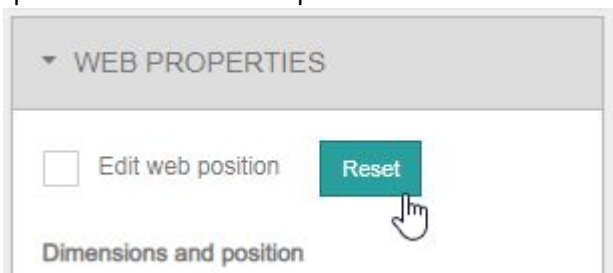 WEB PROPERTIES
Edit web position Reset
Dimensions and position